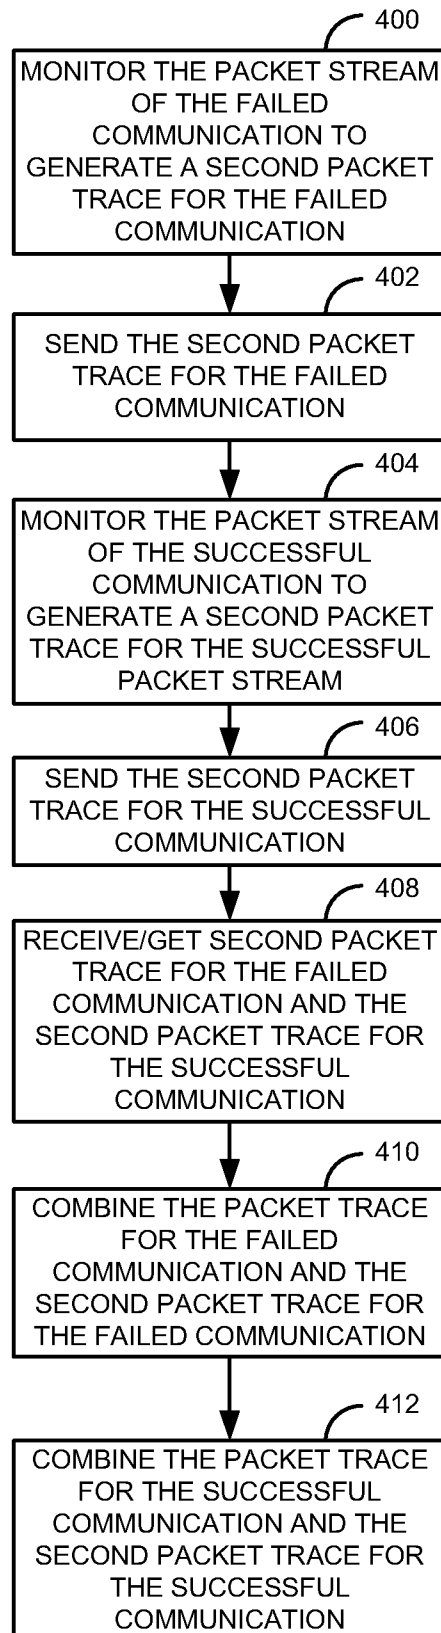 400
MONITOR THE PACKET STREAM
OF THE FAILED
COMMUNICATION TO
GENERATE A SECOND PACKET
TRACE FOR THE FAILED
COMMUNICATION
402
SEND THE SECOND PACKET
TRACE FOR THE FAILED
COMMUNICATION
404
MONITOR THE PACKET STREAM
OF THE SUCCESSFUL
COMMUNICATION TO
GENERATE A SECOND PACKET
TRACE FOR THE SUCCESSFUL
PACKET STREAM
406
SEND THE SECOND PACKET
TRACE FOR THE SUCCESSFUL
COMMUNICATION
408
RECEIVE/GET SECOND PACKET
TRACE FOR THE FAILED
COMMUNICATION AND THE
SECOND PACKET TRACE FOR
THE SUCCESSFUL
COMMUNICATION
410
COMBINE THE PACKET TRACE
FOR THE FAILED
COMMUNICATION AND THE
SECOND PACKET TRACE FOR
THE FAILED COMMUNICATION
412
COMBINE THE PACKET TRACE
FOR THE SUCCESSFUL
COMMUNICATION AND THE
SECOND PACKET TRACE FOR
THE SUCCESSFUL
COMMUNICATION